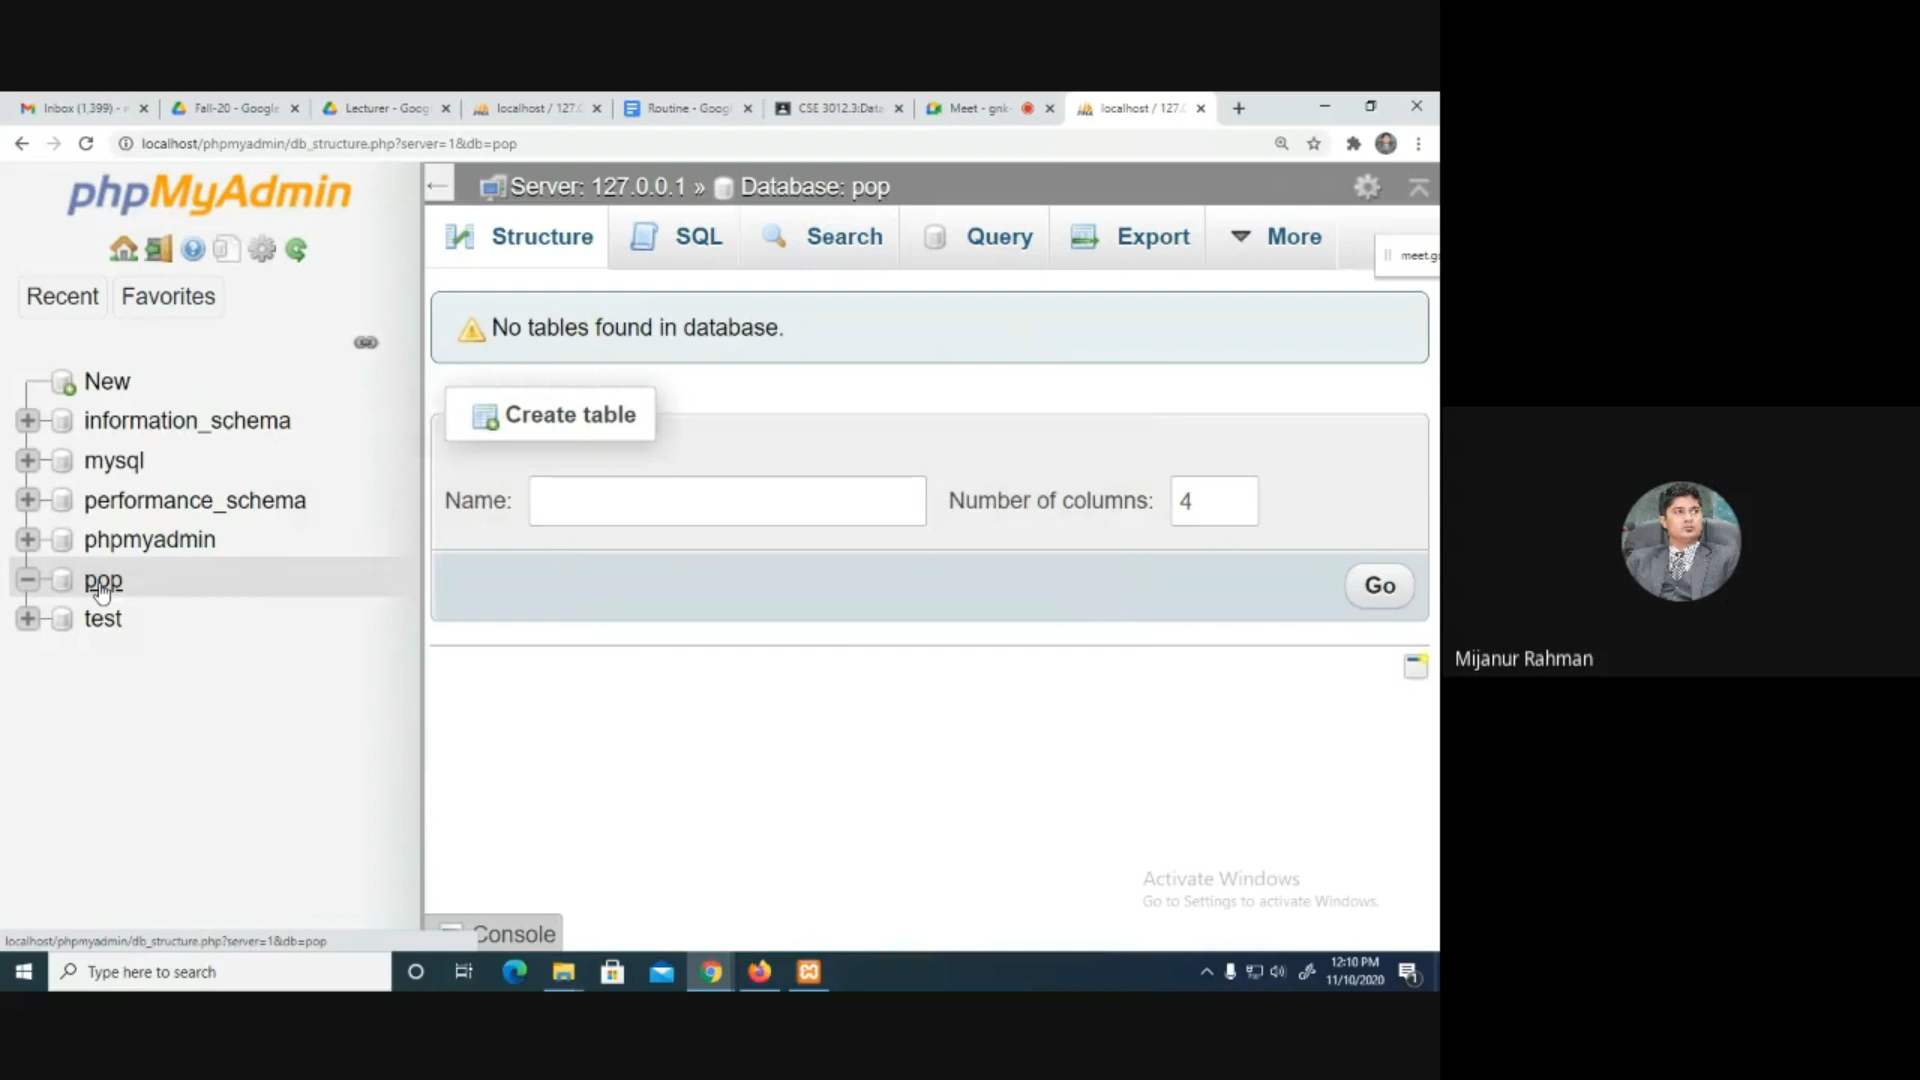 Inbox (1,399) -
Fall-20 - Google
Lecturer - Goog
localhost / 127.
Routine - Goog
CSE 3012.3:Data
Meet - gnk
localhost / 127.0
localhost/phpmyadmin/db_structure.php?server=1&db=pop
phpMyAdmin
Recent
Favorites
New
information_schema
mysql
performance_schema
phpmyadmin
pop
test
Server: 127.0.0.1 » Database: pop
Structure
SQL
Search
Query
Export
More
meet.g
No tables found in database.
Create table
Name:
Number of columns: 4
Go
Console
Activate Windows
Go to Settings to activate Windows.
localhost/phpmyadmin/db_structure.php?server=1&db=pop
Type here to search
12:10 PM
11/10/2020
1
Mijanur Rahman